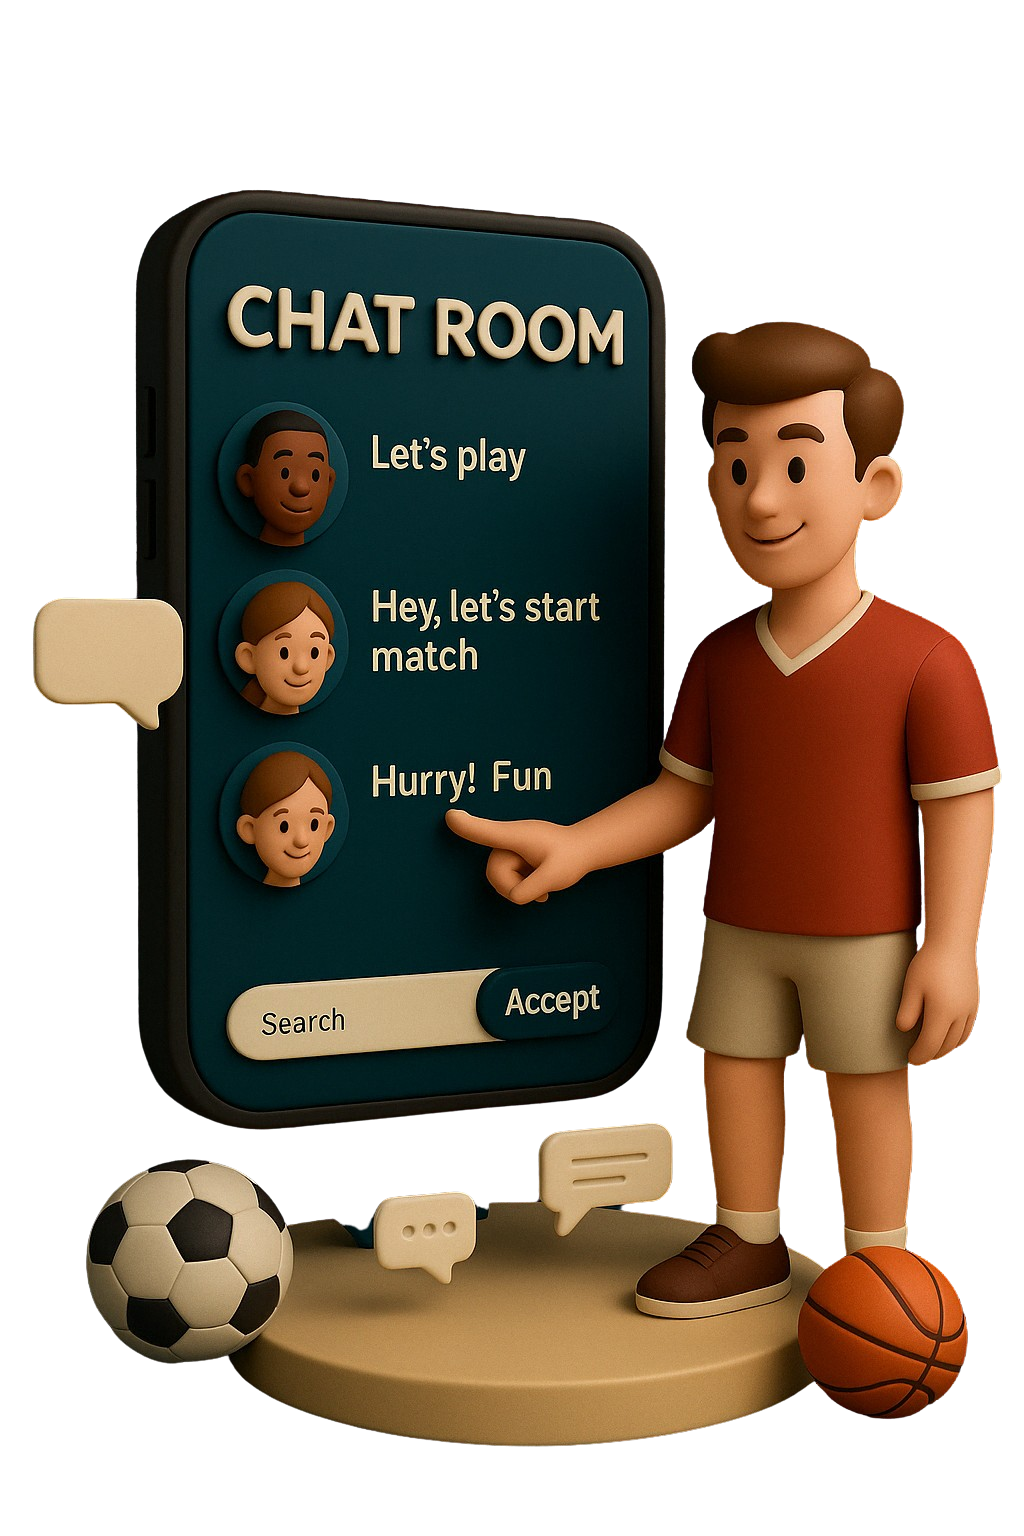 CHAT ROOM
Let's play
Hey, let's start
match
Hurry! Fun
Search
Accept